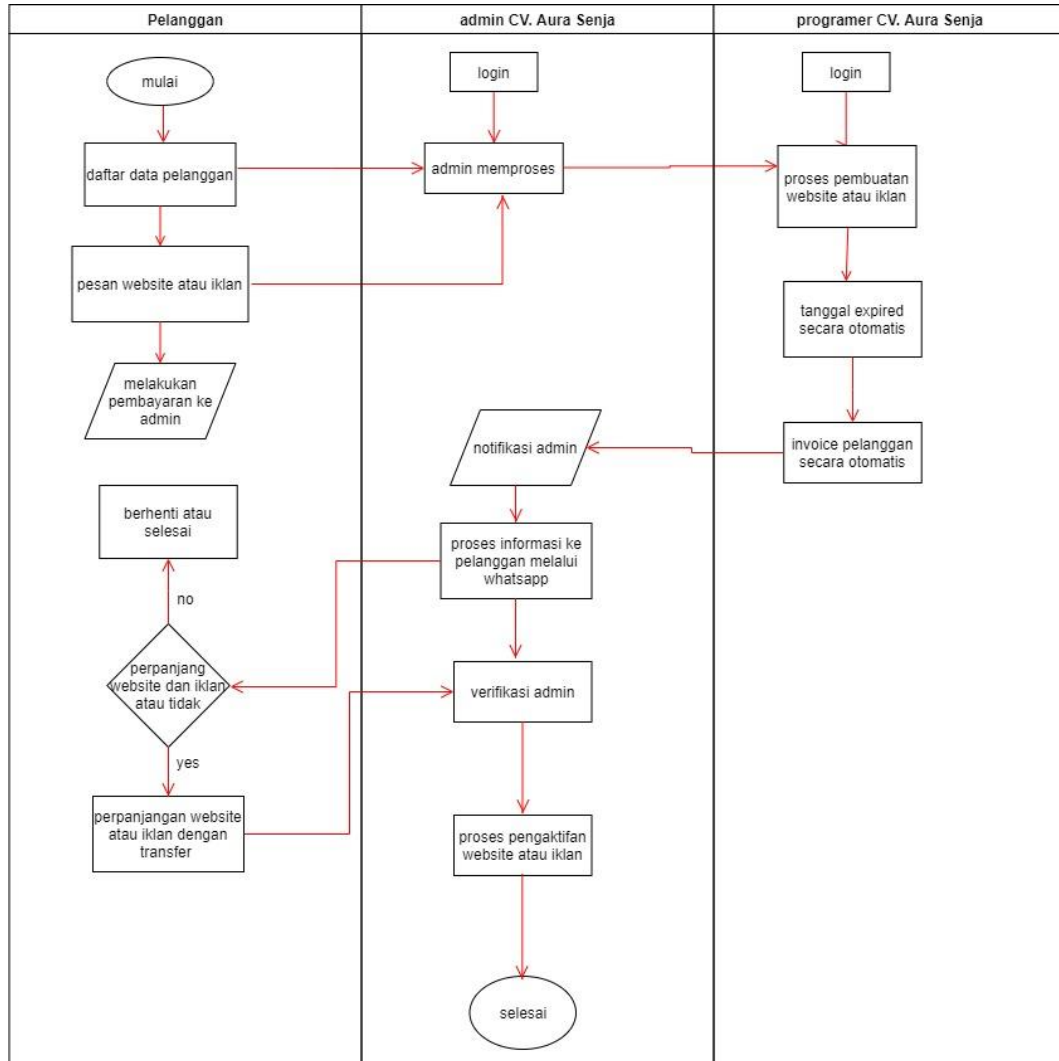 Pelanggan
admin CV. Aura Senja
programer CV. Aura Senja
mulai
daftar data pelanggan
pesan website atau iklan
melakukan
pembayaran ke
admin
berhenti atau
selesai
no
perpanjang
website dan iklan
atau tidak
yes
perpanjangan website
atau iklan dengan
transfer
login
admin memproses
notifikasi admin
proses informasi ke
pelanggan melalui
whatsapp
verifikasi admin
proses pengaktifan
website atau iklan
selesai
login
proses pembuatan
website atau iklan
tanggal expired
secara otomatis
invoice pelanggan
secara otomatis